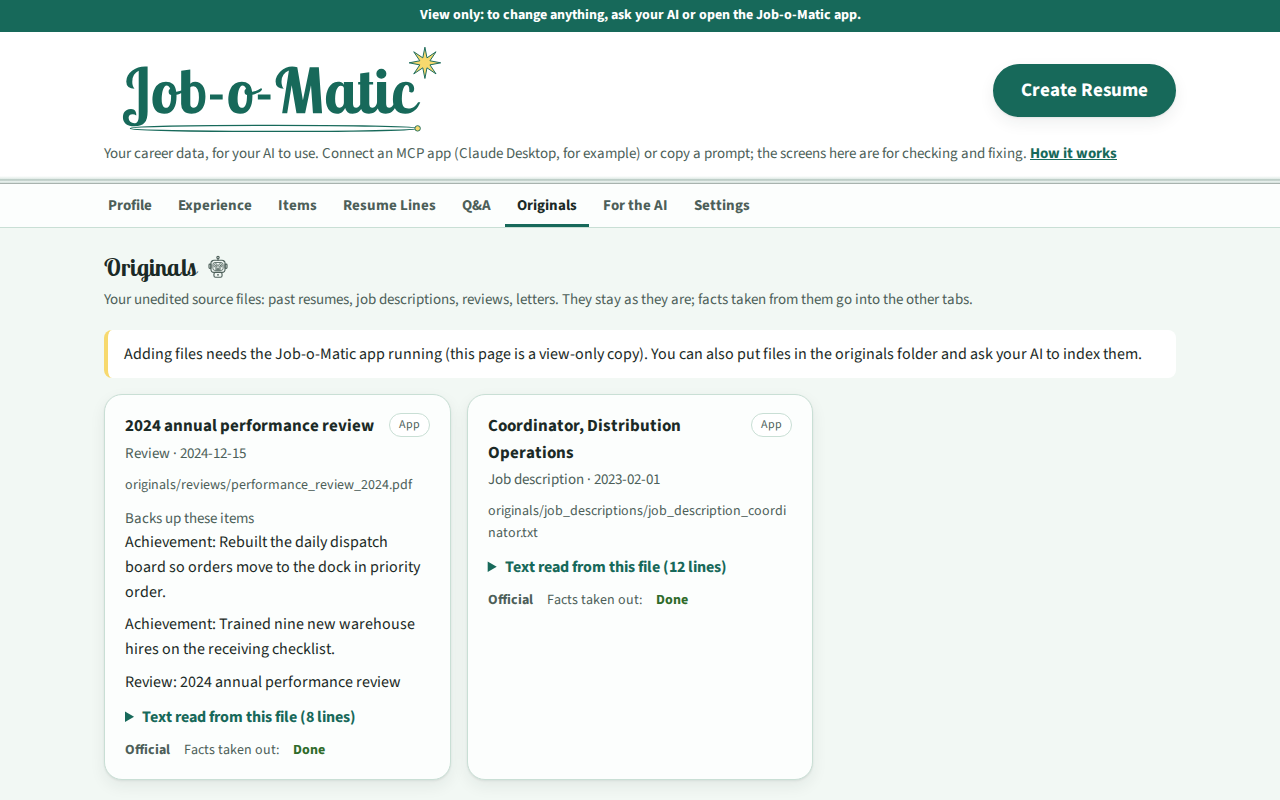 View only: to change anything, ask your AI or open the Job-o-Matic app.
Job-o-Matic
Create Resume
Your career data, for your AI to use. Connect an MCP app (Claude Desktop, for example) or copy a prompt; the screens here are for checking and fixing. How it works
Profile Experience Items Resume Lines Q&A Originals For the AI Settings
Originals
Your unedited source files: past resumes, job descriptions, reviews, letters. They stay as they are; facts taken from them go into the other tabs.
Adding files needs the Job-o-Matic app running (this page is a view-only copy). You can also put files in the originals folder and ask your AI to index them.
2024 annual performance review App
Review · 2024-12-15
originals/reviews/performance_review_2024.pdf
Backs up these items
Achievement: Rebuilt the daily dispatch
board so orders move to the dock in priority
order.
Achievement: Trained nine new warehouse
hires on the receiving checklist.
Review: 2024 annual performance review
Text read from this file (8 lines)
Official Facts taken out: Done
Coordinator, Distribution App
Operations
Job description · 2023-02-01
originals/job_descriptions/job_description_coordi
nator.txt
Text read from this file (12 lines)
Official Facts taken out: Done